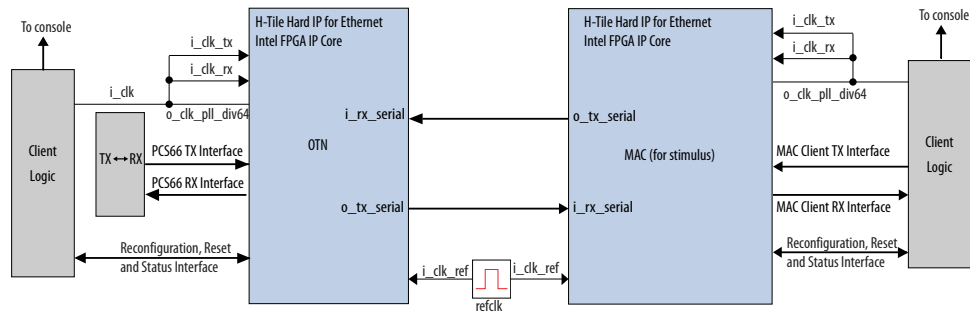 To console
H-Tile Hard IP for Ethernet
Intel FPGA IP Core
H-Tile Hard IP for Ethernet
Intel FPGA IP Core
To console
i_clk_tx
i_clk_rx
i_clk
o_clk_pll_div64
i_clk_tx
i_clk_rx
o_clk_pll_div64
Client
Logic
TX ↔ RX
PCS66 TX Interface
PCS66 RX Interface
i_rx_serial
OTN
o_tx_serial
o_tx_serial
MAC (for stimulus)
i_rx_serial
MAC Client TX Interface
MAC Client RX Interface
Client
Logic
Reconfiguration, Reset
and Status Interface
i_clk_ref
i_clk_ref
refclk
Reconfiguration, Reset
and Status Interface